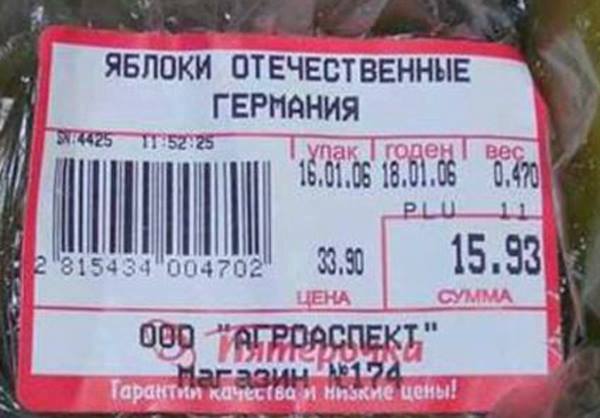 ЯБЛОКИ ОТЕЧЕСТВЕННЫЕ
ГЕРМАНИЯ
SN:4425 11:52:25
упак годен вес
16.01.06 18.01.06 0.470
PLU 11
2 815434 004702
33.90 15.93
ЦЕНА СУММА
ООО "АГРОАСПЕКТ"
Пятёрочка
Магазин №174
Гарантии качества и низкие цены!